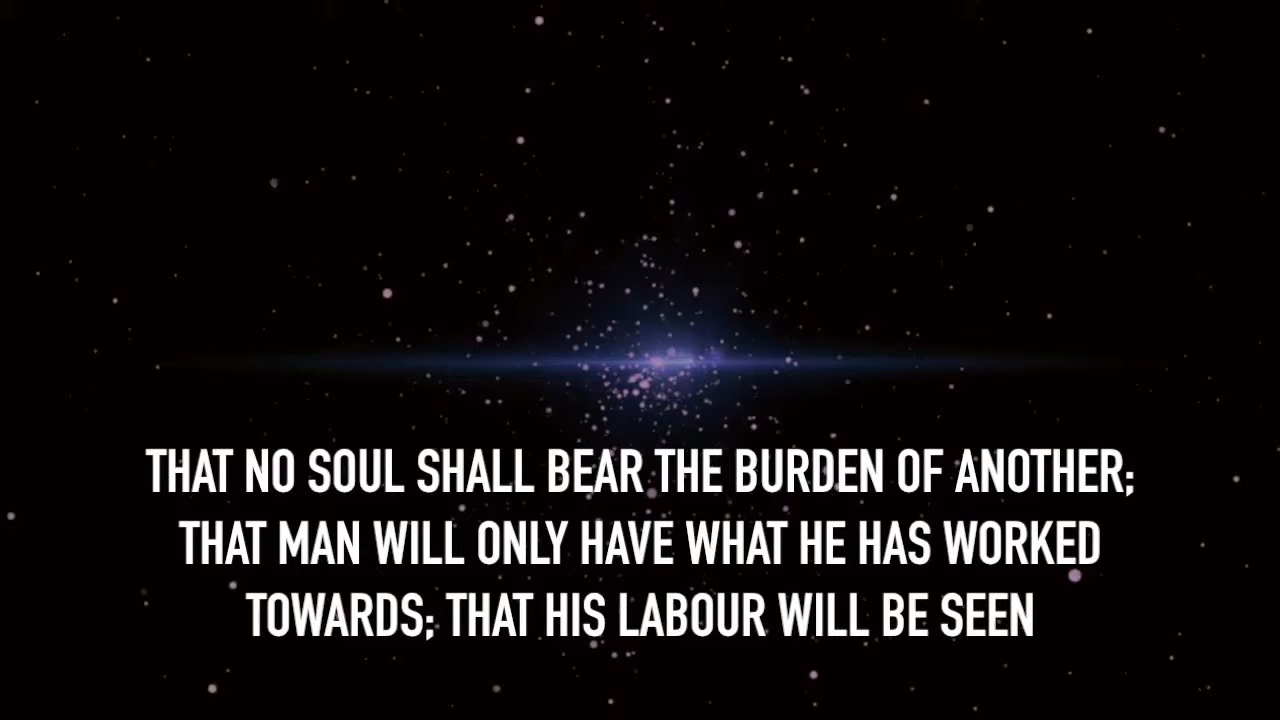 THAT NO SOUL SHALL BEAR THE BURDEN OF ANOTHER;
THAT MAN WILL ONLY HAVE WHAT HE HAS WORKED
TOWARDS; THAT HIS LABOUR WILL BE SEEN